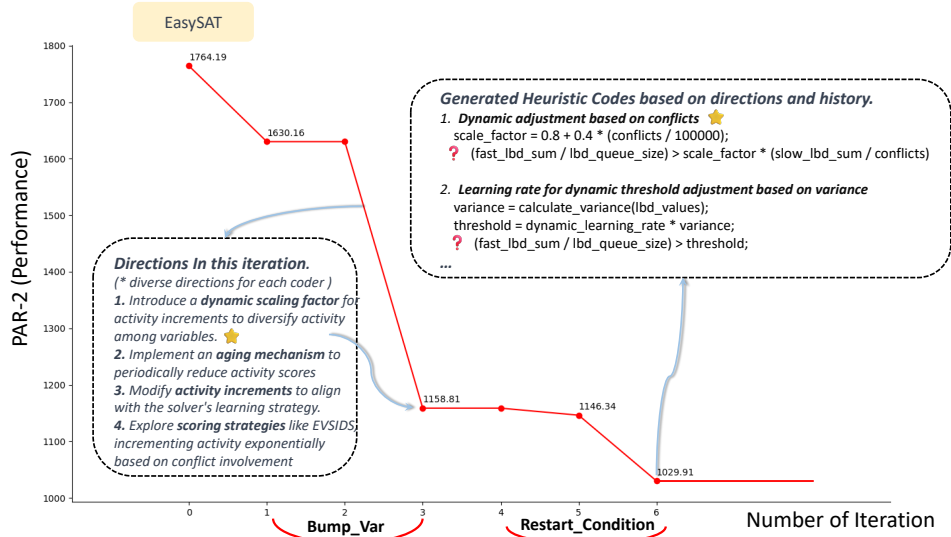 EasySAT
PAR-2 (Performance)
1800
1700
1600
1500
1400
1300
1200
1100
1000
1764.19
1630.16
1158.81
1146.34
1029.91
Generated Heuristic Codes based on directions and history.
1. Dynamic adjustment based on conflicts
scale_factor = 0.8 + 0.4 * (conflicts / 100000);
? (fast_lbd_sum / lbd_queue_size) > scale_factor * (slow_lbd_sum / conflicts)
2. Learning rate for dynamic threshold adjustment based on variance
variance = calculate_variance(lbd_values);
threshold = dynamic_learning_rate * variance;
? (fast_lbd_sum / lbd_queue_size) > threshold;
...
Directions In this iteration.
(* diverse directions for each coder )
1. Introduce a dynamic scaling factor for
activity increments to diversify activity
among variables.
2. Implement an aging mechanism to
periodically reduce activity scores
3. Modify activity increments to align
with the solver's learning strategy.
4. Explore scoring strategies like EVSIDS,
incrementing activity exponentially
based on conflict involvement
0 1 2 3 4 5 6
Bump_Var
Restart_Condition
Number of Iteration